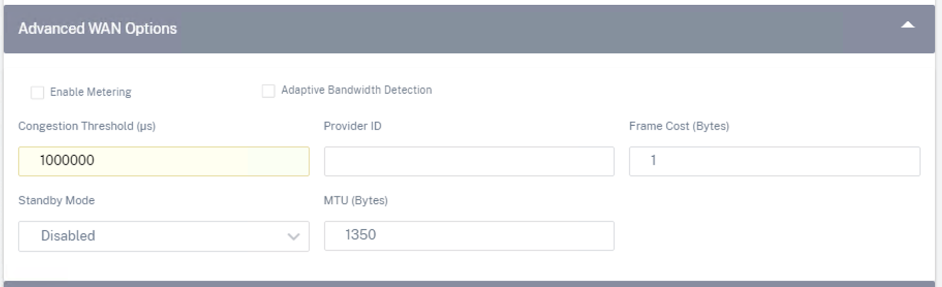 Advanced WAN Options
Enable Metering
Adaptive Bandwidth Detection
Congestion Threshold (µs)
Provider ID
Frame Cost (Bytes)
1000000
1
Standby Mode
MTU (Bytes)
Disabled
1350